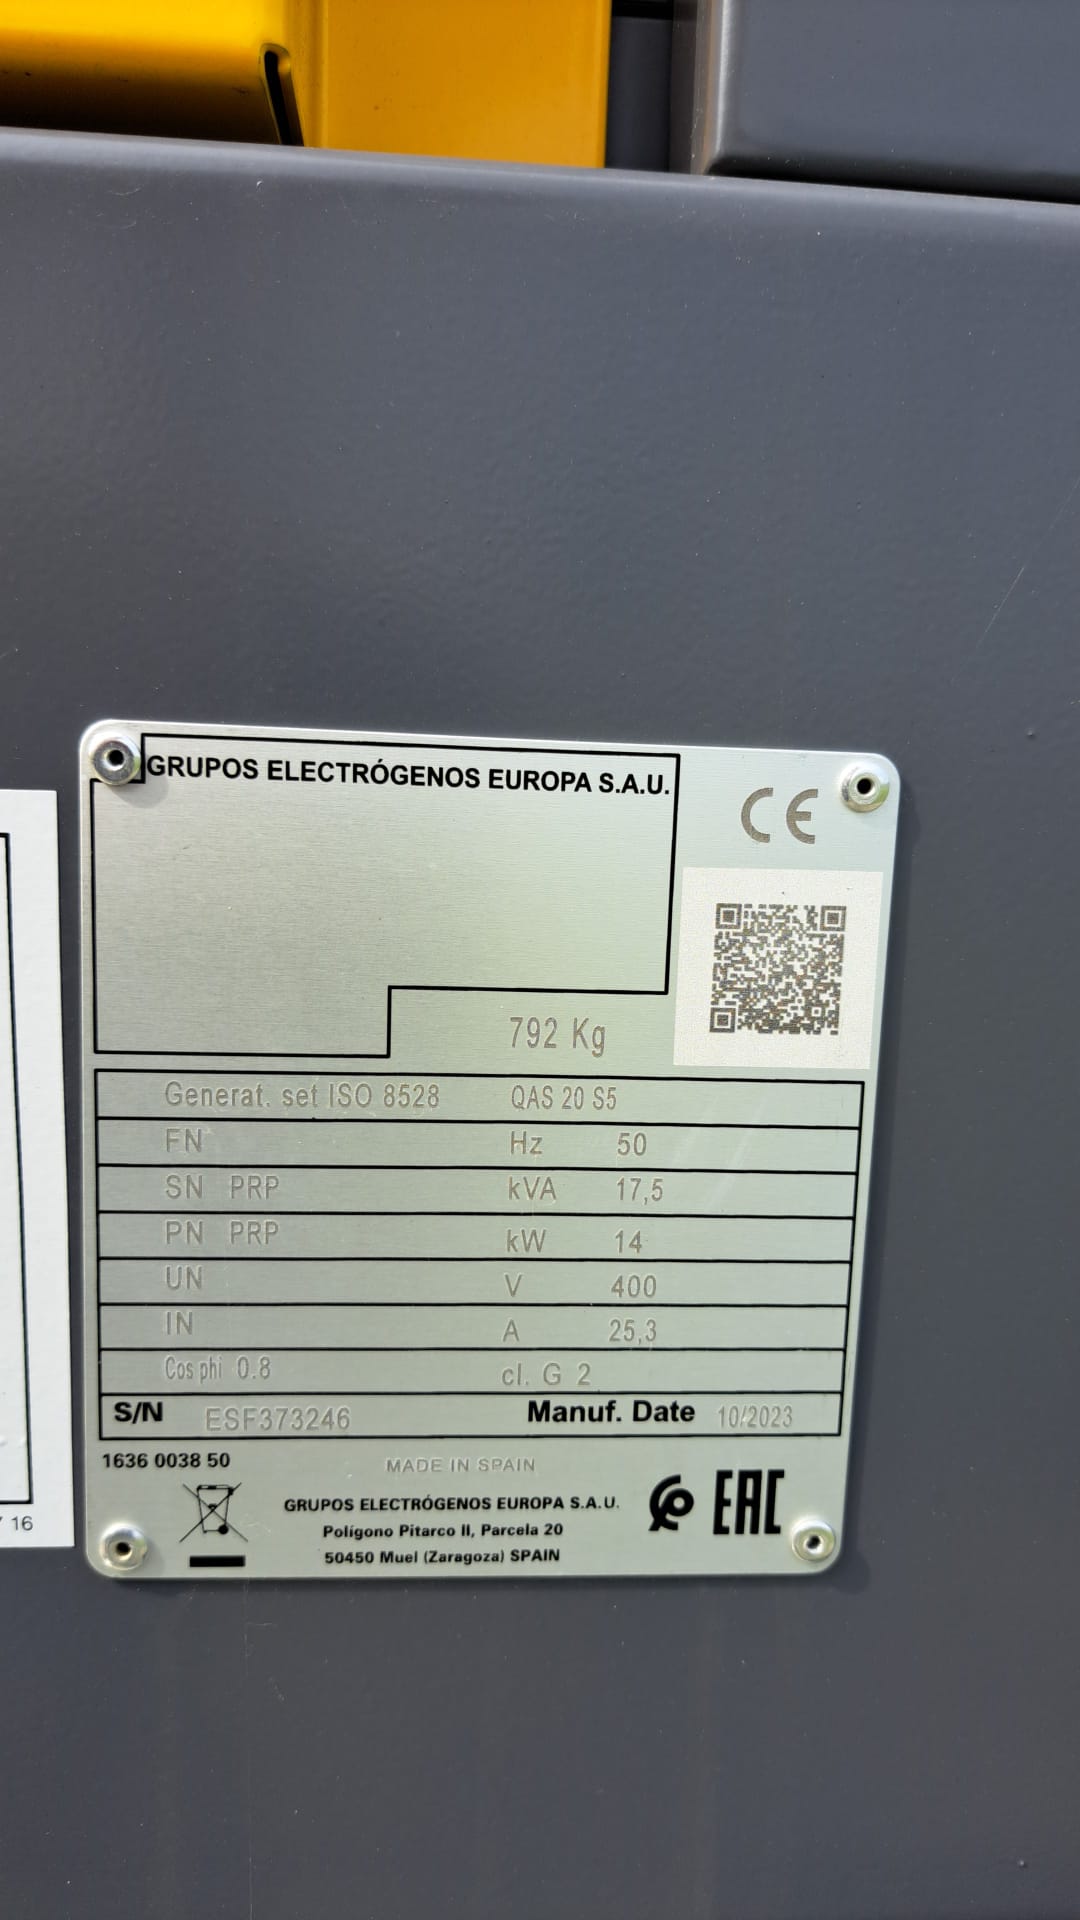 GRUPOS ELECTRÓGENOS EUROPA S.A.U.
CE
792 Kg
Generat. set ISO 8528 QAS 20 S5
FN Hz 50
SN PRP kVA 17,5
PN PRP kW 14
UN V 400
IN A 25,3
Cos phi 0.8 cl. G 2
S/N ESF373246 Manuf. Date 10/2023
1636 0038 50
MADE IN SPAIN
GRUPOS ELECTRÓGENOS EUROPA S.A.U.
Polígono Pitarco II, Parcela 20
50450 Muel (Zaragoza) SPAIN
EAC
16